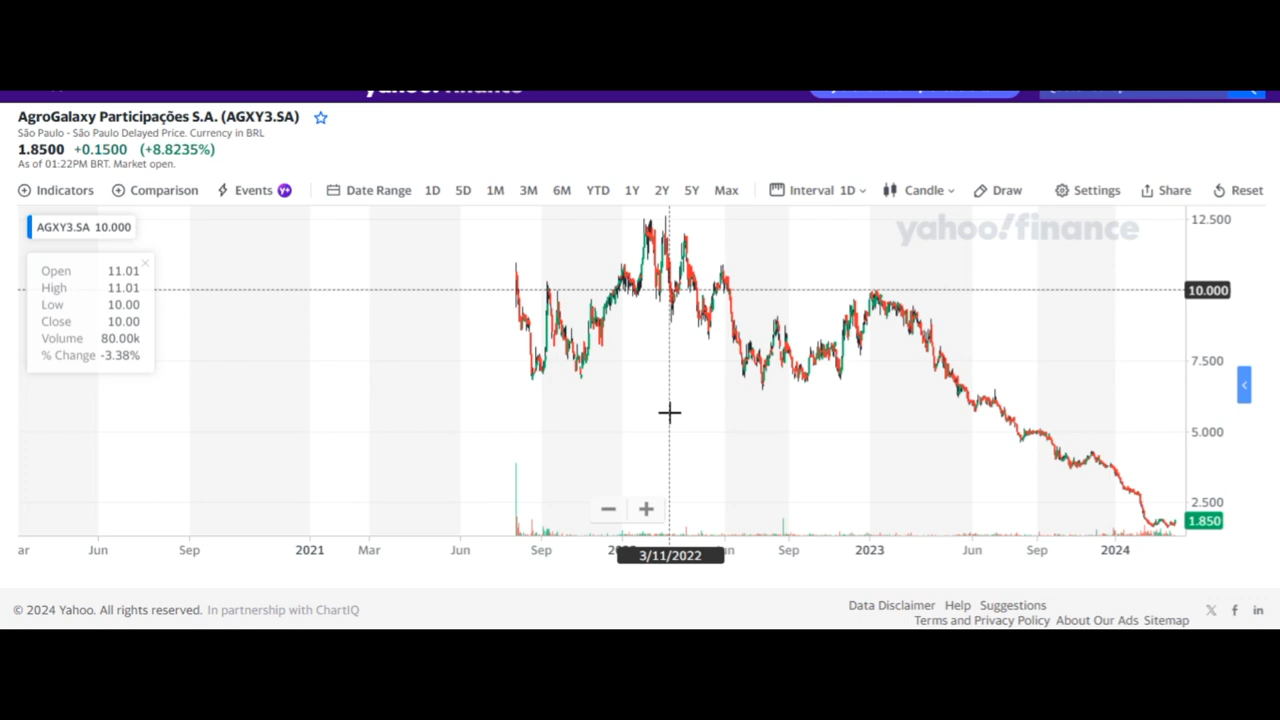 AgroGalaxy Participações S.A. (AGXY3.SA)
São Paulo - São Paulo Delayed Price. Currency in BRL
1.8500 +0.1500 (+8.8235%)
As of 01:22PM BRT. Market open.
Indicators Comparison Events Y+ Date Range 1D 5D 1M 3M 6M YTD 1Y 2Y 5Y Max Interval 1D Candle Draw Settings Share Reset
AGXY3.SA 10.000
yahoo!finance
12.500
Open 11.01
High 11.01
Low 10.00
Close 10.00
Volume 80.00k
% Change -3.38%
10.000
7.500
5.000
2.500
1.850
ar Jun Sep 2021 Mar Jun Sep Sep 2023 Jun Sep 2024
3/11/2022
© 2024 Yahoo. All rights reserved. In partnership with ChartIQ
Data Disclaimer Help Suggestions
Terms and Privacy Policy About Our Ads Sitemap